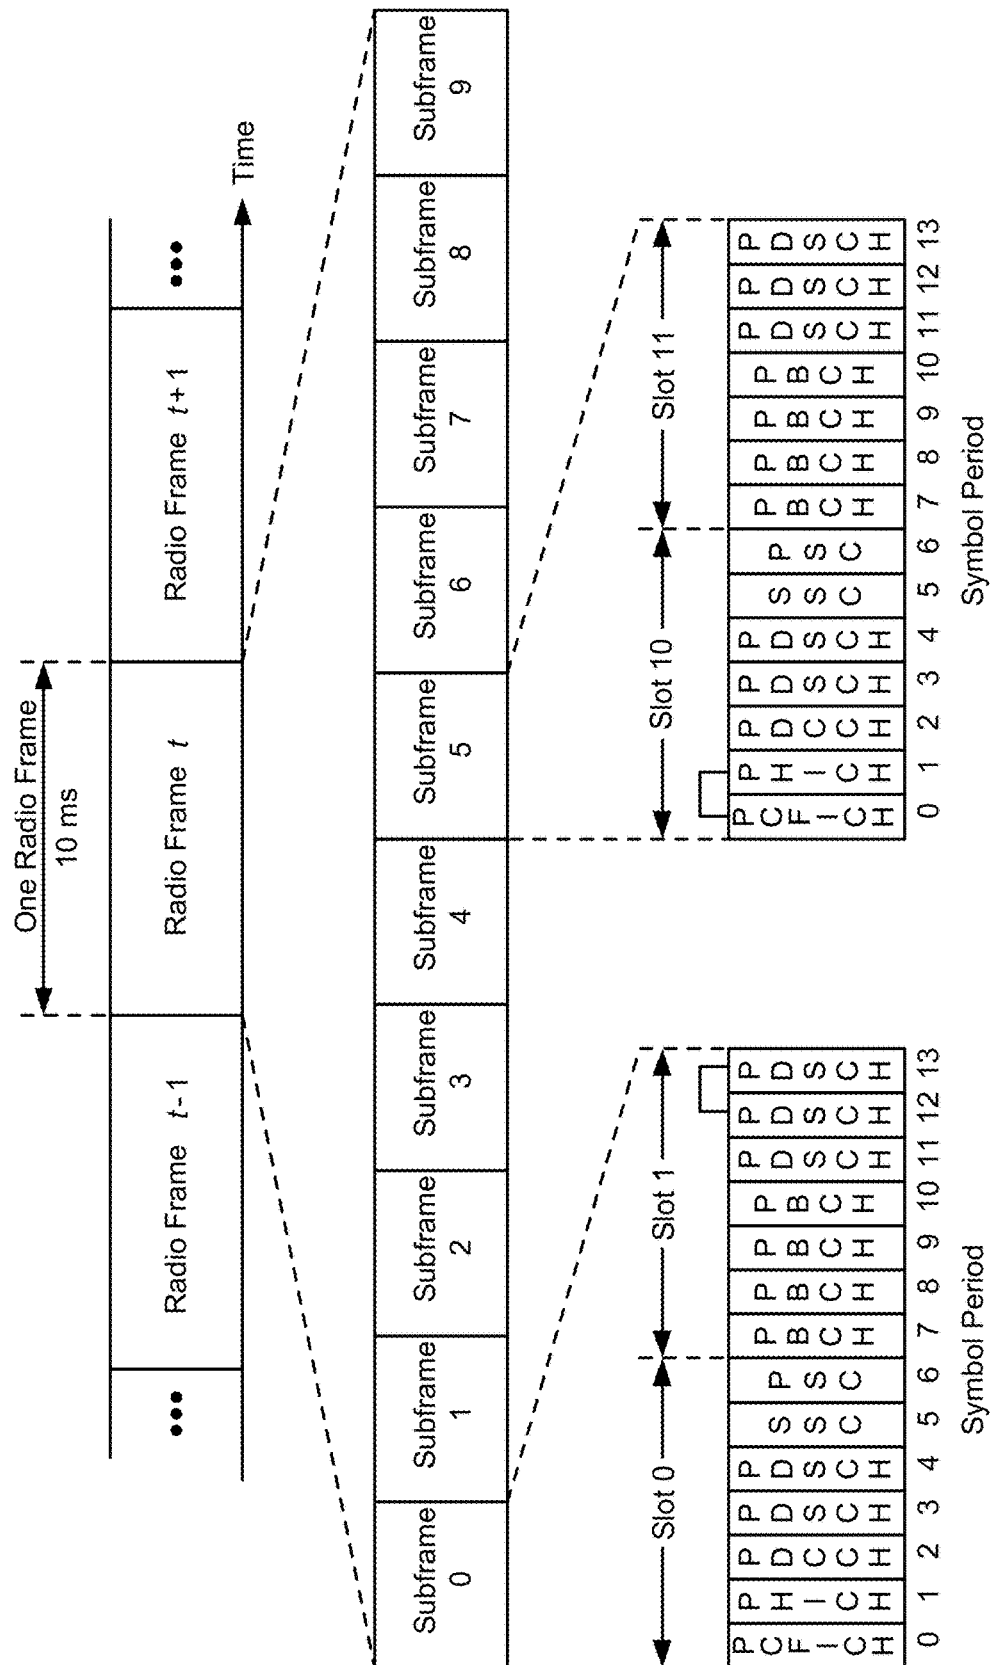 One Radio Frame
10 ms
Radio Frame t-1
Radio Frame t
Radio Frame t+1
Time
Subframe
0
Subframe
1
Subframe
2
Subframe
3
Subframe
4
Subframe
5
Subframe
6
Subframe
7
Subframe
8
Subframe
9
Slot 0
Slot 1
PCFICH
PHICH
PDCCH
PDSCH
PDSCH
SSC
PSC
PBCH
PBCH
PBCH
PBCH
PDSCH
PDSCH
PDSCH
0 1 2 3 4 5 6 7 8 9 10 11 12 13
Symbol Period
Slot 10
Slot 11
PCFICH
PHICH
PDCCH
PDSCH
PDSCH
SSC
PSC
PBCH
PBCH
PBCH
PBCH
PDSCH
PDSCH
PDSCH
0 1 2 3 4 5 6 7 8 9 10 11 12 13
Symbol Period